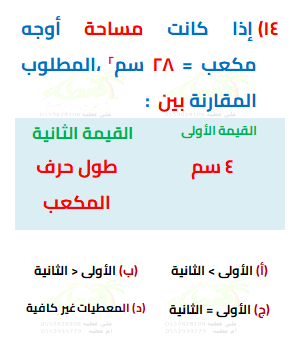 ١٤) إذا كانت مساحة أوجه
مكعب = ٢٨ سم٢ ،المطلوب
المقارنة بين :
القيمة الأولى القيمة الثانية
٤ سم طول حرف
المكعب
(أ) الأولى > الثانية (ب) الأولى < الثانية
(ج) الأولى = الثانية (د) المعطيات غير كافية